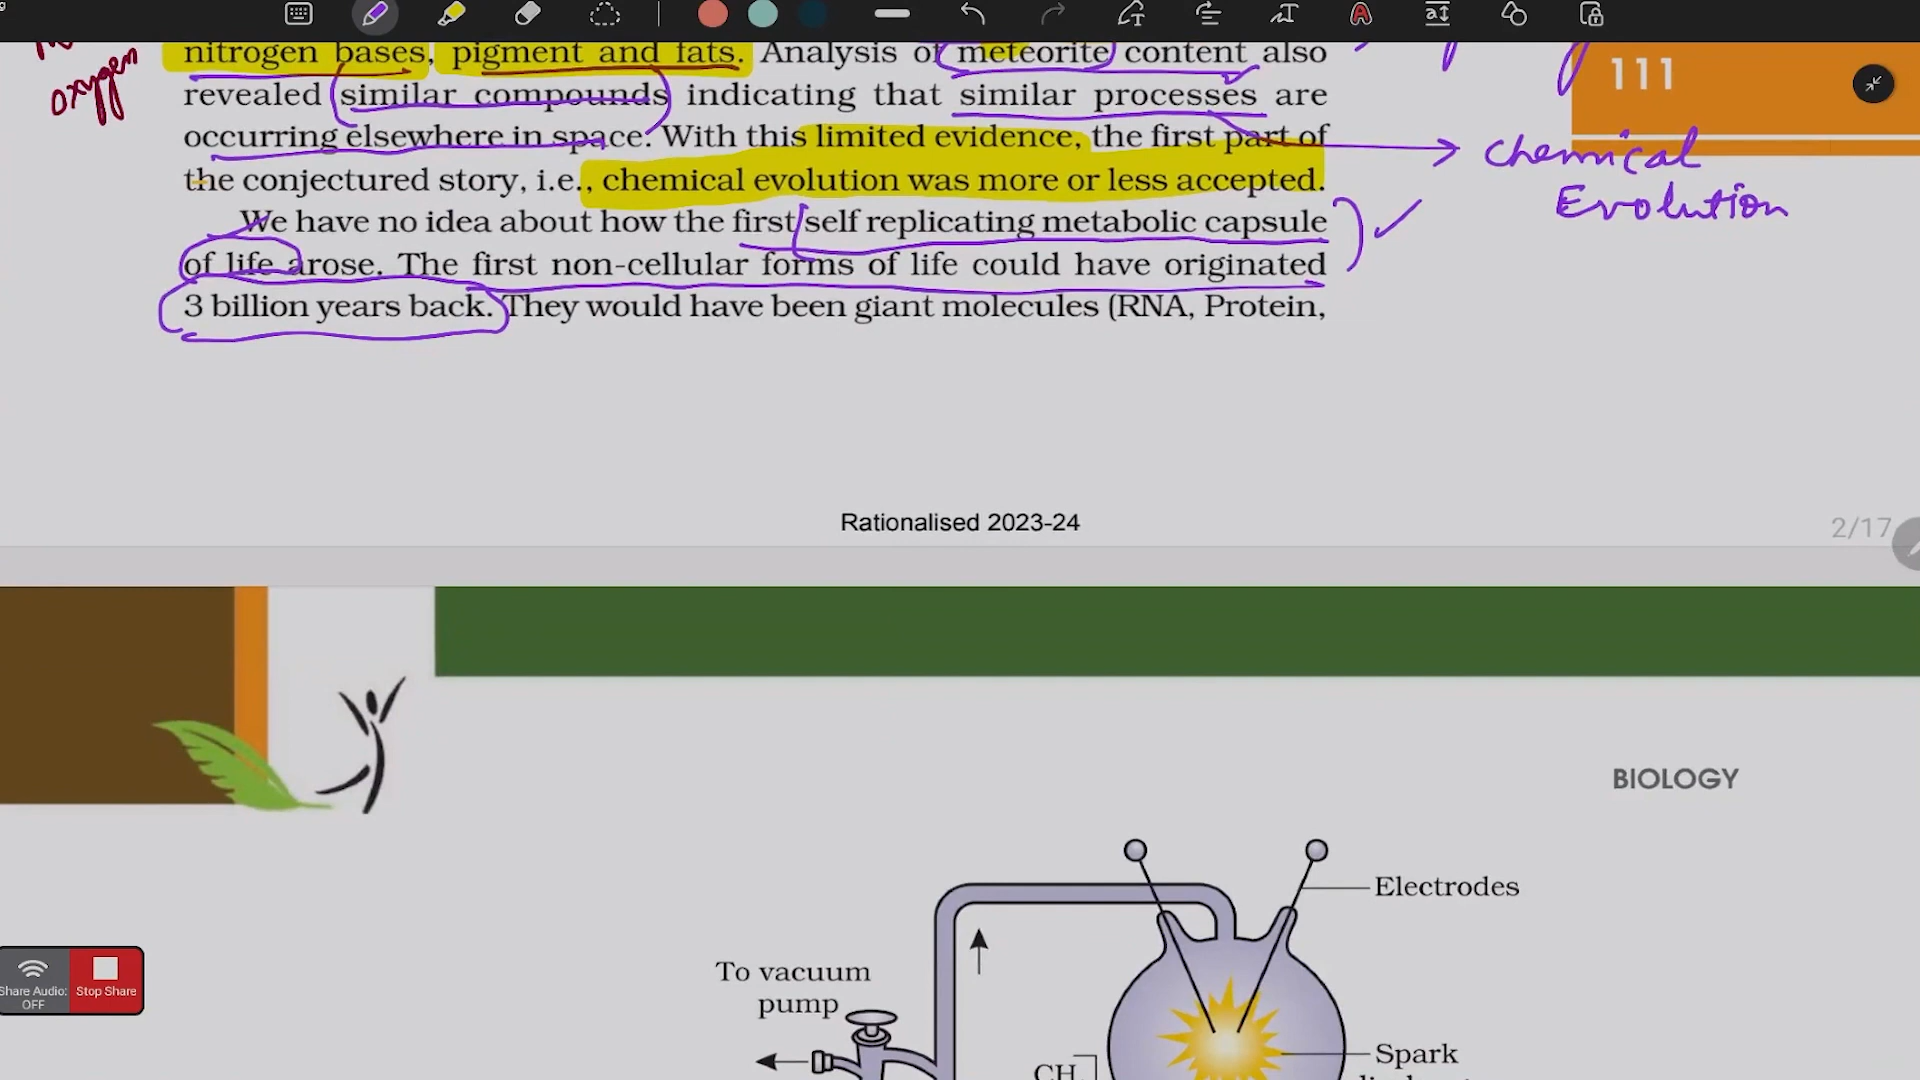 nitrogen bases, pigment and fats. Analysis of meteorite content also
oxygen
111
revealed similar compounds indicating that similar processes are
occurring elsewhere in space. With this limited evidence, the first part of
Chemical
Evolution
the conjectured story, i.e., chemical evolution was more or less accepted.
We have no idea about how the first self replicating metabolic capsule
of life arose. The first non-cellular forms of life could have originated
3 billion years back. They would have been giant molecules (RNA, Protein,
Rationalised 2023-24
2/17
BIOLOGY
Electrodes
To vacuum
pump
Spark
CH
Share Audio:
OFF
Stop Share